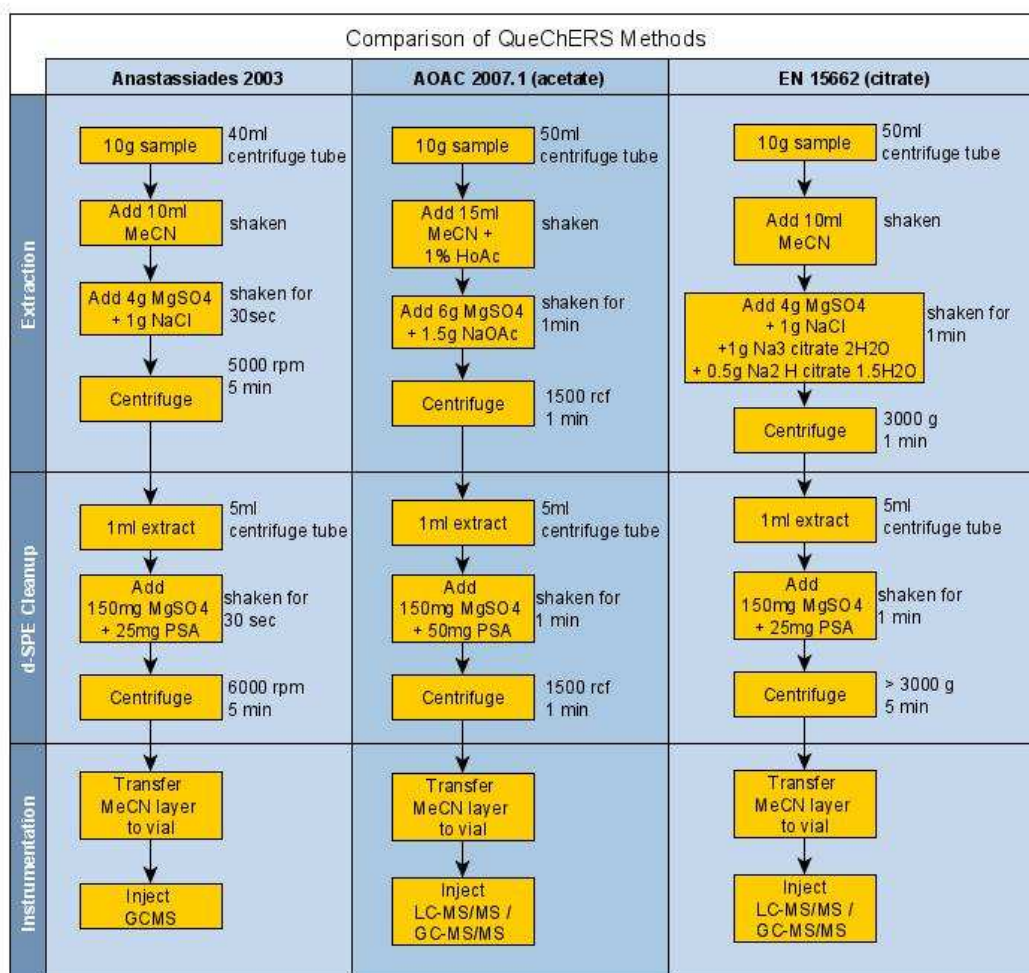 Comparison of QueChERS Methods
Anastassiades 2003
AOAC 2007.1 (acetate)
EN 15662 (citrate)
Extraction
10g sample
40ml
centrifuge tube
Add 10ml
MeCN
shaken
Add 4g MgSO4
+ 1g NaCl
shaken for
30sec
Centrifuge
5000 rpm
5 min
10g sample
50ml
centrifuge tube
Add 15ml
MeCN +
1% HoAc
shaken
Add 6g MgSO4
+ 1.5g NaOAc
shaken for
1min
Centrifuge
1500 rcf
1 min
10g sample
50ml
centrifuge tube
Add 10ml
MeCN
shaken
Add 4g MgSO4
+ 1g NaCl
+1g Na3 citrate 2H2O
+ 0.5g Na2 H citrate 1.5H2O
shaken for
1min
Centrifuge
3000 g
1 min
d-SPE Cleanup
1ml extract
5ml
centrifuge tube
Add
150mg MgSO4
+ 25mg PSA
shaken for
30 sec
Centrifuge
6000 rpm
5 min
1ml extract
5ml
centrifuge tube
Add
150mg MgSO4
+ 50mg PSA
shaken for
1 min
Centrifuge
1500 rcf
1 min
1ml extract
5ml
centrifuge tube
Add
150mg MgSO4
+ 25mg PSA
shaken for
1 min
Centrifuge
> 3000 g
5 min
Instrumentation
Transfer
MeCN layer
to vial
Inject
GCMS
Transfer
MeCN layer
to vial
Inject
LC-MS/MS /
GC-MS/MS
Transfer
MeCN layer
to vial
Inject
LC-MS/MS /
GC-MS/MS